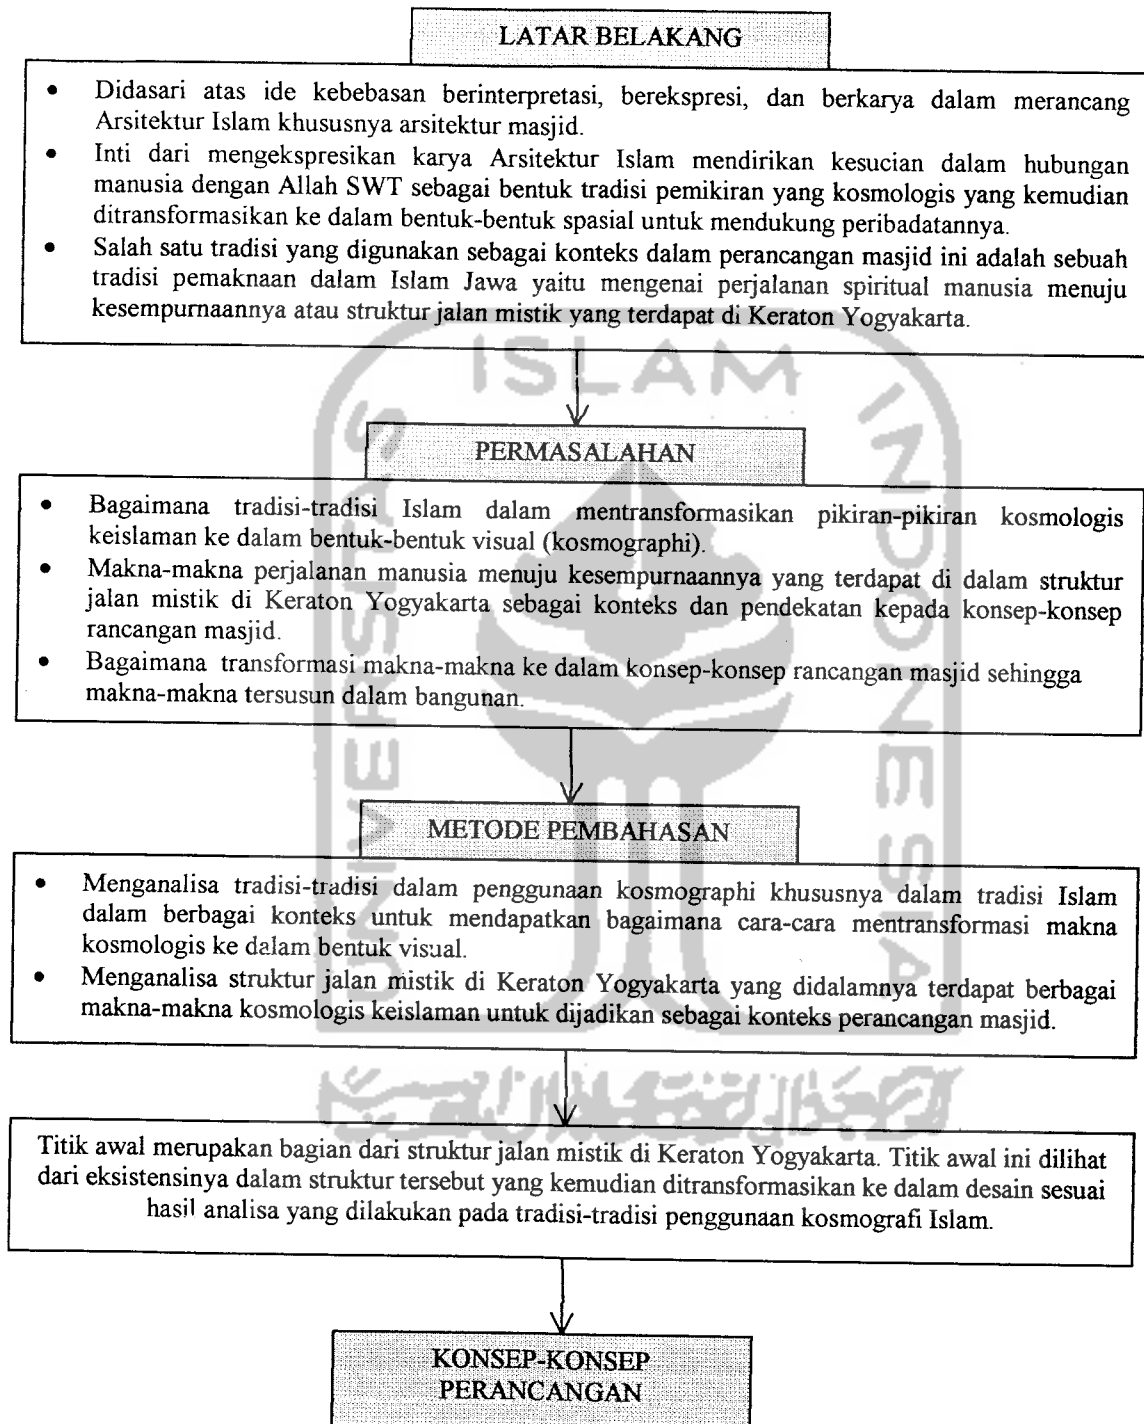 LATAR BELAKANG
• Didasari atas ide kebebasan berinterpretasi, berekspresi, dan berkarya dalam merancang
Arsitektur Islam khususnya arsitektur masjid.
• Inti dari mengekspresikan karya Arsitektur Islam mendirikan kesucian dalam hubungan
manusia dengan Allah SWT sebagai bentuk tradisi pemikiran yang kosmologis yang kemudian
ditransformasikan ke dalam bentuk-bentuk spasial untuk mendukung peribadatannya.
• Salah satu tradisi yang digunakan sebagai konteks dalam perancangan masjid ini adalah sebuah
tradisi pemaknaan dalam Islam Jawa yaitu mengenai perjalanan spiritual manusia menuju
kesempurnaannya atau struktur jalan mistik yang terdapat di Keraton Yogyakarta.
PERMASALAHAN
• Bagaimana tradisi-tradisi Islam dalam mentransformasikan pikiran-pikiran kosmologis
keislaman ke dalam bentuk-bentuk visual (kosmographi).
• Makna-makna perjalanan manusia menuju kesempurnaannya yang terdapat di dalam struktur
jalan mistik di Keraton Yogyakarta sebagai konteks dan pendekatan kepada konsep-konsep
rancangan masjid.
• Bagaimana transformasi makna-makna ke dalam konsep-konsep rancangan masjid sehingga
makna-makna tersusun dalam bangunan.
METODE PEMBAHASAN
• Menganalisa tradisi-tradisi dalam penggunaan kosmographi khususnya dalam tradisi Islam
dalam berbagai konteks untuk mendapatkan bagaimana cara-cara mentransformasi makna
kosmologis ke dalam bentuk visual.
• Menganalisa struktur jalan mistik di Keraton Yogyakarta yang didalamnya terdapat berbagai
makna-makna kosmologis keislaman untuk dijadikan sebagai konteks perancangan masjid.
Titik awal merupakan bagian dari struktur jalan mistik di Keraton Yogyakarta. Titik awal ini dilihat
dari eksistensinya dalam struktur tersebut yang kemudian ditransformasikan ke dalam desain sesuai
hasil analisa yang dilakukan pada tradisi-tradisi penggunaan kosmografi Islam.
KONSEP-KONSEP
PERANCANGAN
UNIVERSITAS
ISLAM
INDONESIA